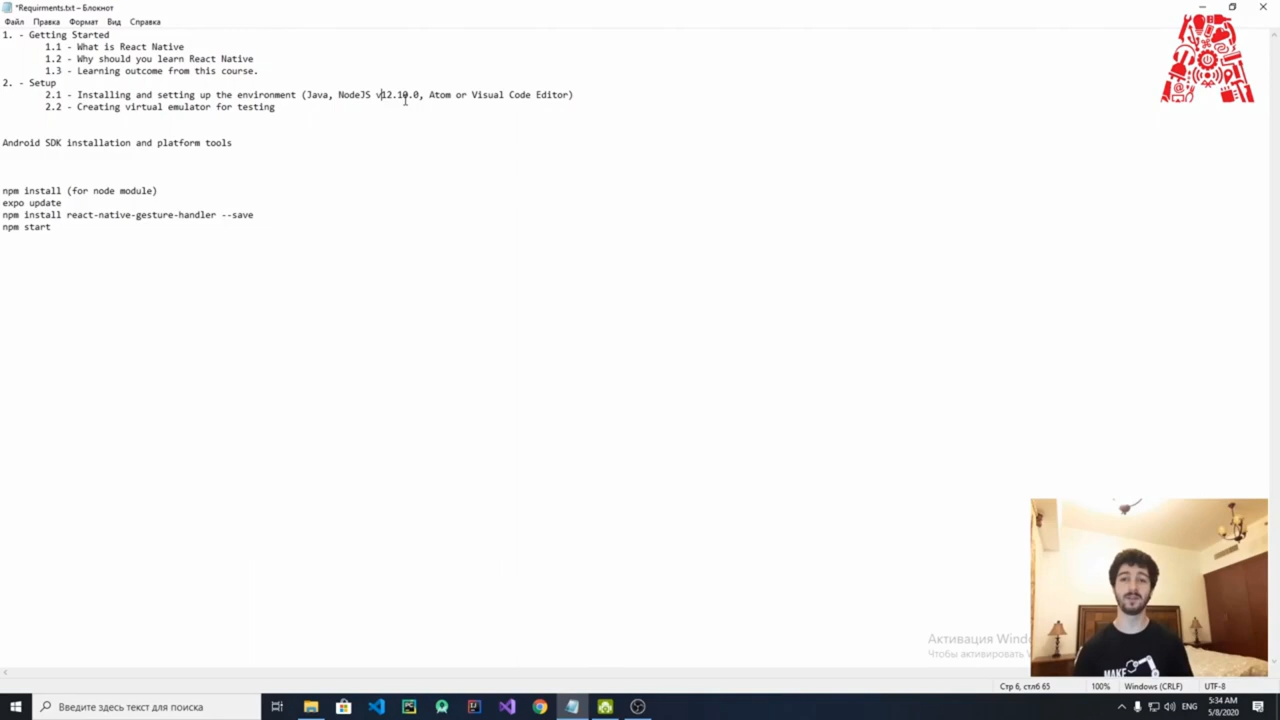 *Requirments.txt – Блокнот
Файл Правка Формат Вид Справка
1. - Getting Started
1.1 - What is React Native
1.2 - Why should you learn React Native
1.3 - Learning outcome from this course.
2. - Setup
2.1 - Installing and setting up the environment (Java, NodeJS v12.10.0, Atom or Visual Code Editor)
2.2 - Creating virtual emulator for testing
Android SDK installation and platform tools
npm install (for node module)
expo update
npm install react-native-gesture-handler --save
npm start
Активация Wind
Чтобы активировать
MAKE
Стр 6, стлб 65 100% Windows (CRLF) UTF-8
Введите здесь текст для поиска
ENG
5:34 AM
5/8/2020